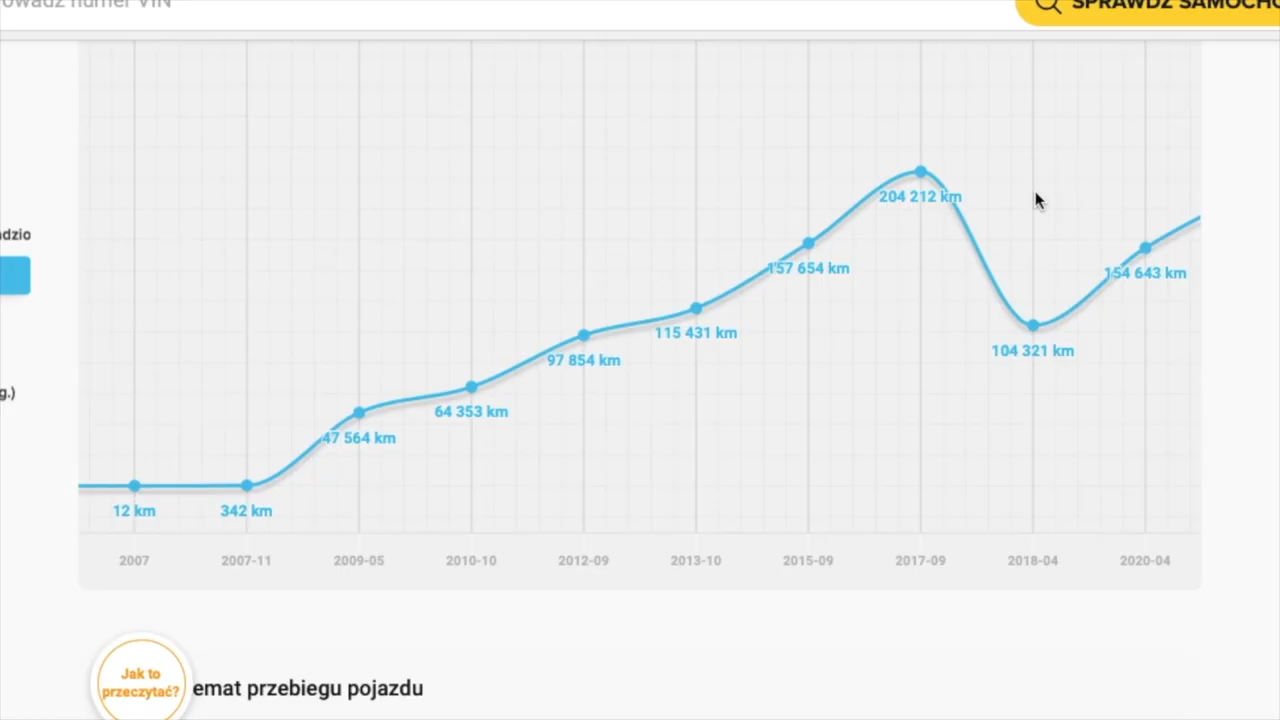 numer VIN
SPRAWDŹ
204 212 km
157 654 km
154 643 km
115 431 km
104 321 km
97 854 km
64 353 km
47 564 km
12 km
342 km
2007
2007-11
2009-05
2010-10
2012-09
2013-10
2015-09
2017-09
2018-04
2020-04
g.)
Jak to
przeczytać?
emat przebiegu pojazdu